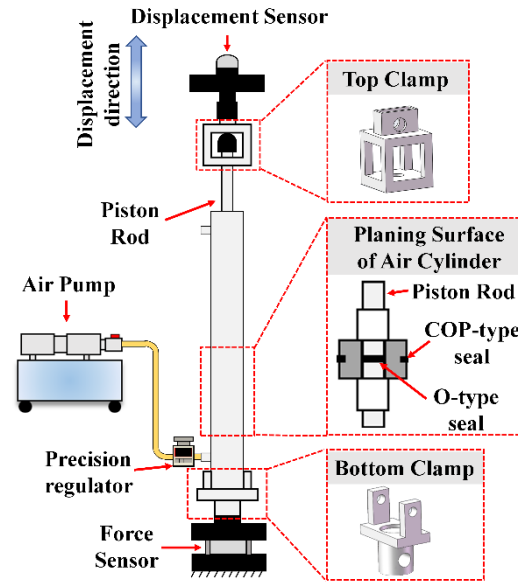 Displacement Sensor
Displacement
direction
Top Clamp
Piston
Rod
Planing Surface
of Air Cylinder
Piston Rod
COP-type
seal
O-type
seal
Air Pump
Precision
regulator
Bottom Clamp
Force
Sensor